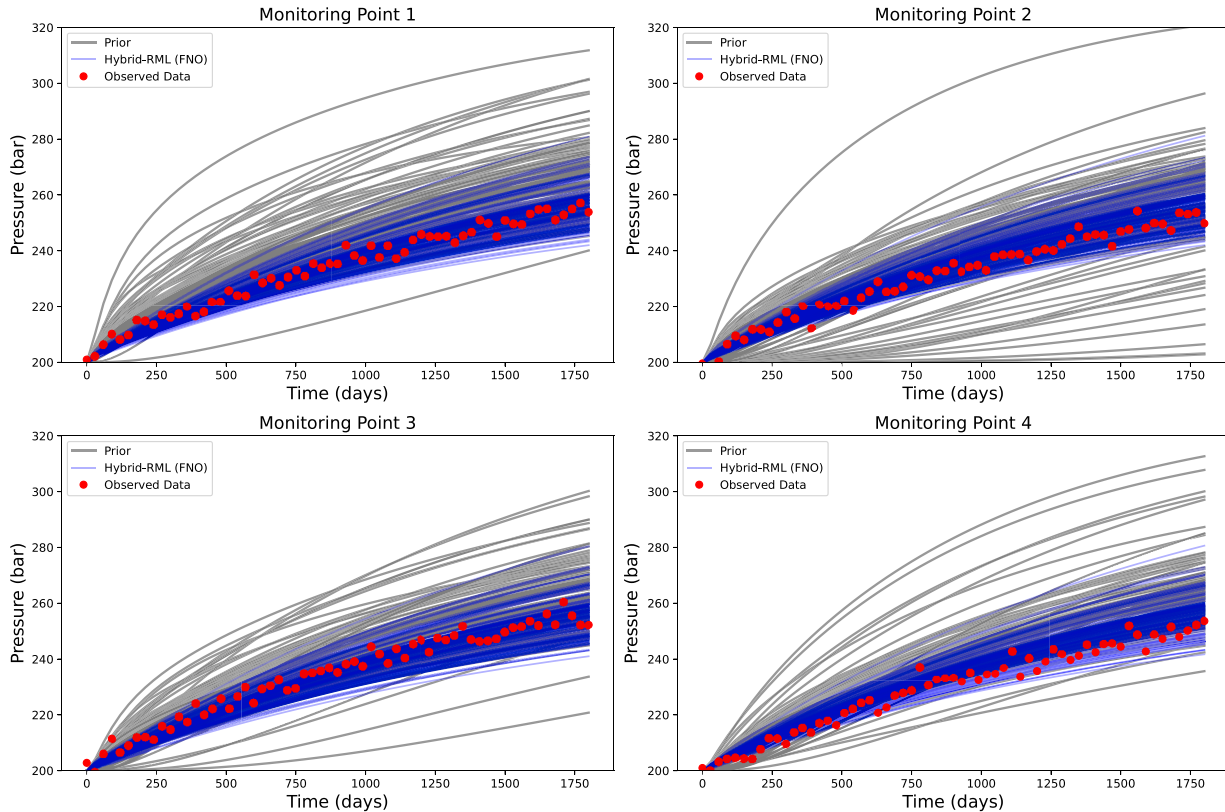 Monitoring Point 1
320
300
280
260
240
220
200
Pressure (bar)
Prior
Hybrid-RML (FNO)
Observed Data
0 250 500 750 1000 1250 1500 1750
Time (days)
Monitoring Point 2
320
300
280
260
240
220
200
Pressure (bar)
Prior
Hybrid-RML (FNO)
Observed Data
0 250 500 750 1000 1250 1500 1750
Time (days)
Monitoring Point 3
320
300
280
260
240
220
200
Pressure (bar)
Prior
Hybrid-RML (FNO)
Observed Data
0 250 500 750 1000 1250 1500 1750
Time (days)
Monitoring Point 4
320
300
280
260
240
220
200
Pressure (bar)
Prior
Hybrid-RML (FNO)
Observed Data
0 250 500 750 1000 1250 1500 1750
Time (days)